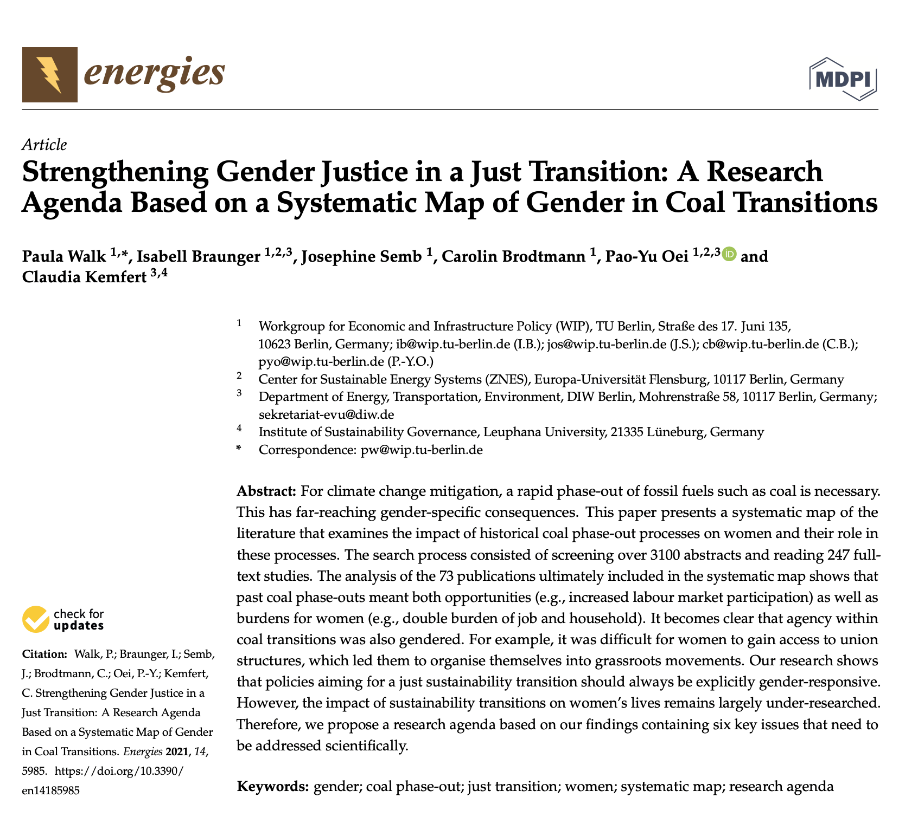 energies
MDPI
Article
Strengthening Gender Justice in a Just Transition: A Research
Agenda Based on a Systematic Map of Gender in Coal Transitions
Paula Walk 1,*, Isabell Braunger 1,2,3, Josephine Semb 1, Carolin Brodtmann 1, Pao-Yu Oei 1,2,3 iD and
Claudia Kemfert 3,4
1 Workgroup for Economic and Infrastructure Policy (WIP), TU Berlin, Straße des 17. Juni 135,
10623 Berlin, Germany; ib@wip.tu-berlin.de (I.B.); jos@wip.tu-berlin.de (J.S.); cb@wip.tu-berlin.de (C.B.);
pyo@wip.tu-berlin.de (P.-Y.O.)
2 Center for Sustainable Energy Systems (ZNES), Europa-Universität Flensburg, 10117 Berlin, Germany
3 Department of Energy, Transportation, Environment, DIW Berlin, Mohrenstraße 58, 10117 Berlin, Germany;
sekretariat-evu@diw.de
4 Institute of Sustainability Governance, Leuphana University, 21335 Lüneburg, Germany
* Correspondence: pw@wip.tu-berlin.de
Abstract: For climate change mitigation, a rapid phase-out of fossil fuels such as coal is necessary.
This has far-reaching gender-specific consequences. This paper presents a systematic map of the
literature that examines the impact of historical coal phase-out processes on women and their role in
these processes. The search process consisted of screening over 3100 abstracts and reading 247 full-
text studies. The analysis of the 73 publications ultimately included in the systematic map shows that
past coal phase-outs meant both opportunities (e.g., increased labour market participation) as well as
burdens for women (e.g., double burden of job and household). It becomes clear that agency within
coal transitions was also gendered. For example, it was difficult for women to gain access to union
structures, which led them to organise themselves into grassroots movements. Our research shows
that policies aiming for a just sustainability transition should always be explicitly gender-responsive.
However, the impact of sustainability transitions on women's lives remains largely under-researched.
Therefore, we propose a research agenda based on our findings containing six key issues that need to
be addressed scientifically.
Keywords: gender; coal phase-out; just transition; women; systematic map; research agenda
check for
updates
Citation: Walk, P.; Braunger, I.; Semb,
J.; Brodtmann, C.; Oei, P.-Y.; Kemfert,
C. Strengthening Gender Justice in a
Just Transition: A Research Agenda
Based on a Systematic Map of Gender
in Coal Transitions. Energies 2021, 14,
5985. https://doi.org/10.3390/
en14185985